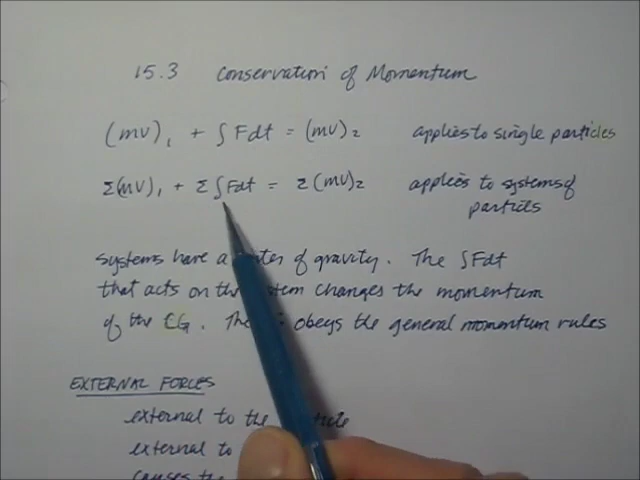 15.3 Conservation of Momentum
(mv)₁ + ∫Fdt = (mv)₂ applies to single particles
Σ(mv)₁ + Σ∫Fdt = Σ(mv)₂ applies to systems of
particles
systems have a of gravity. The ∫Fdt
that acts on the changes the momentum
of the CG. obeys the general momentum rules
EXTERNAL FORCES
external to the
external to
causes the